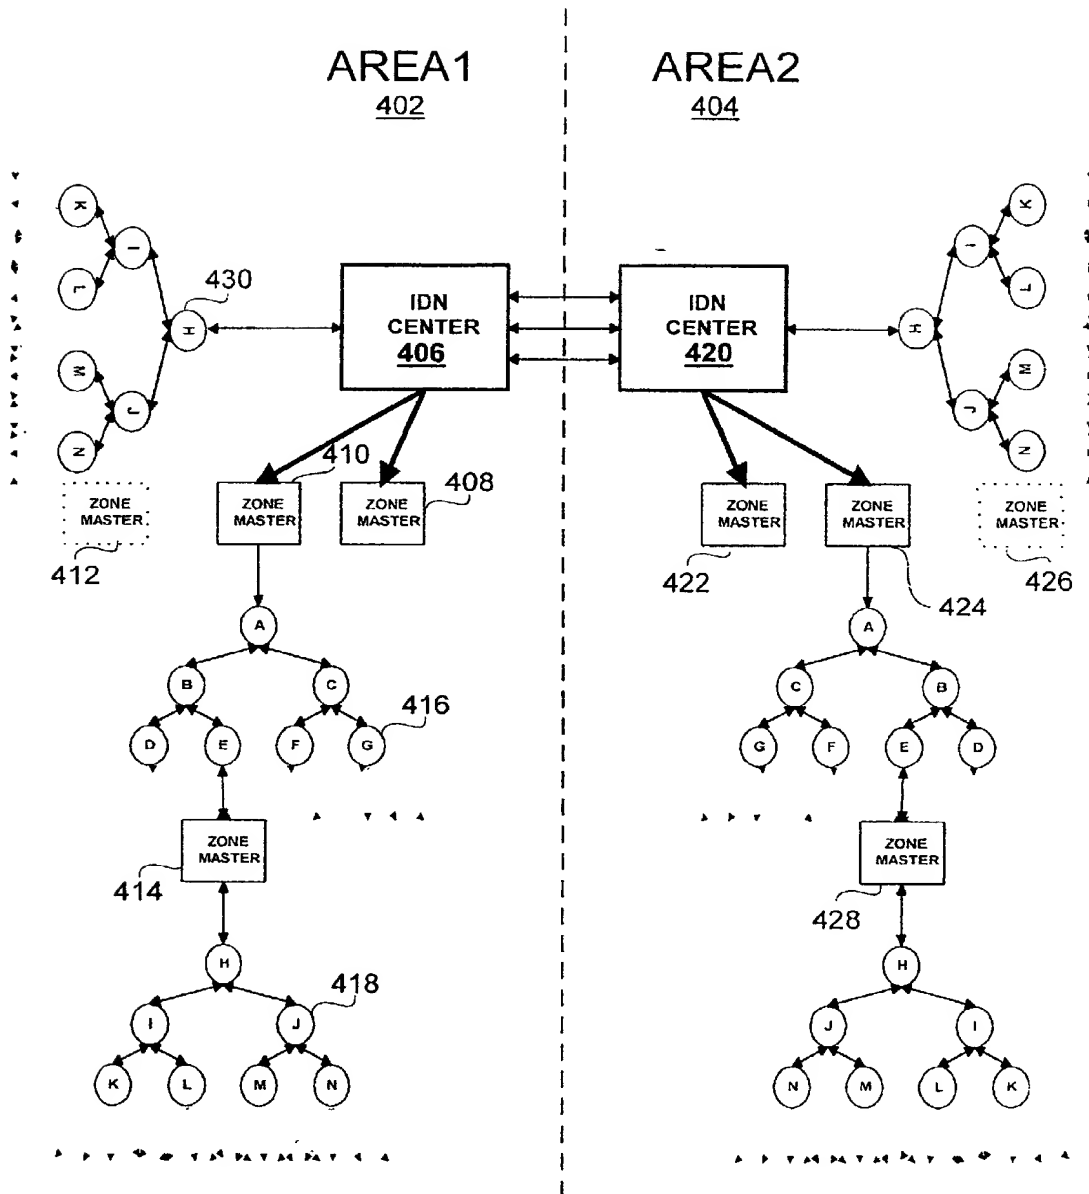 AREA1
AREA2
402
404
K
I
L
430
H
M
J
N
IDN
CENTER
406
IDN
CENTER
420
K
I
L
H
M
J
N
410
408
ZONE
MASTER
412
ZONE
MASTER
ZONE
MASTER
ZONE
MASTER
422
ZONE
MASTER
424
ZONE
MASTER
426
A
B
C
416
D
E
F
G
ZONE
MASTER
414
H
418
I
J
K
L
M
N
A
C
B
G
F
E
D
ZONE
MASTER
428
H
J
I
N
M
L
K